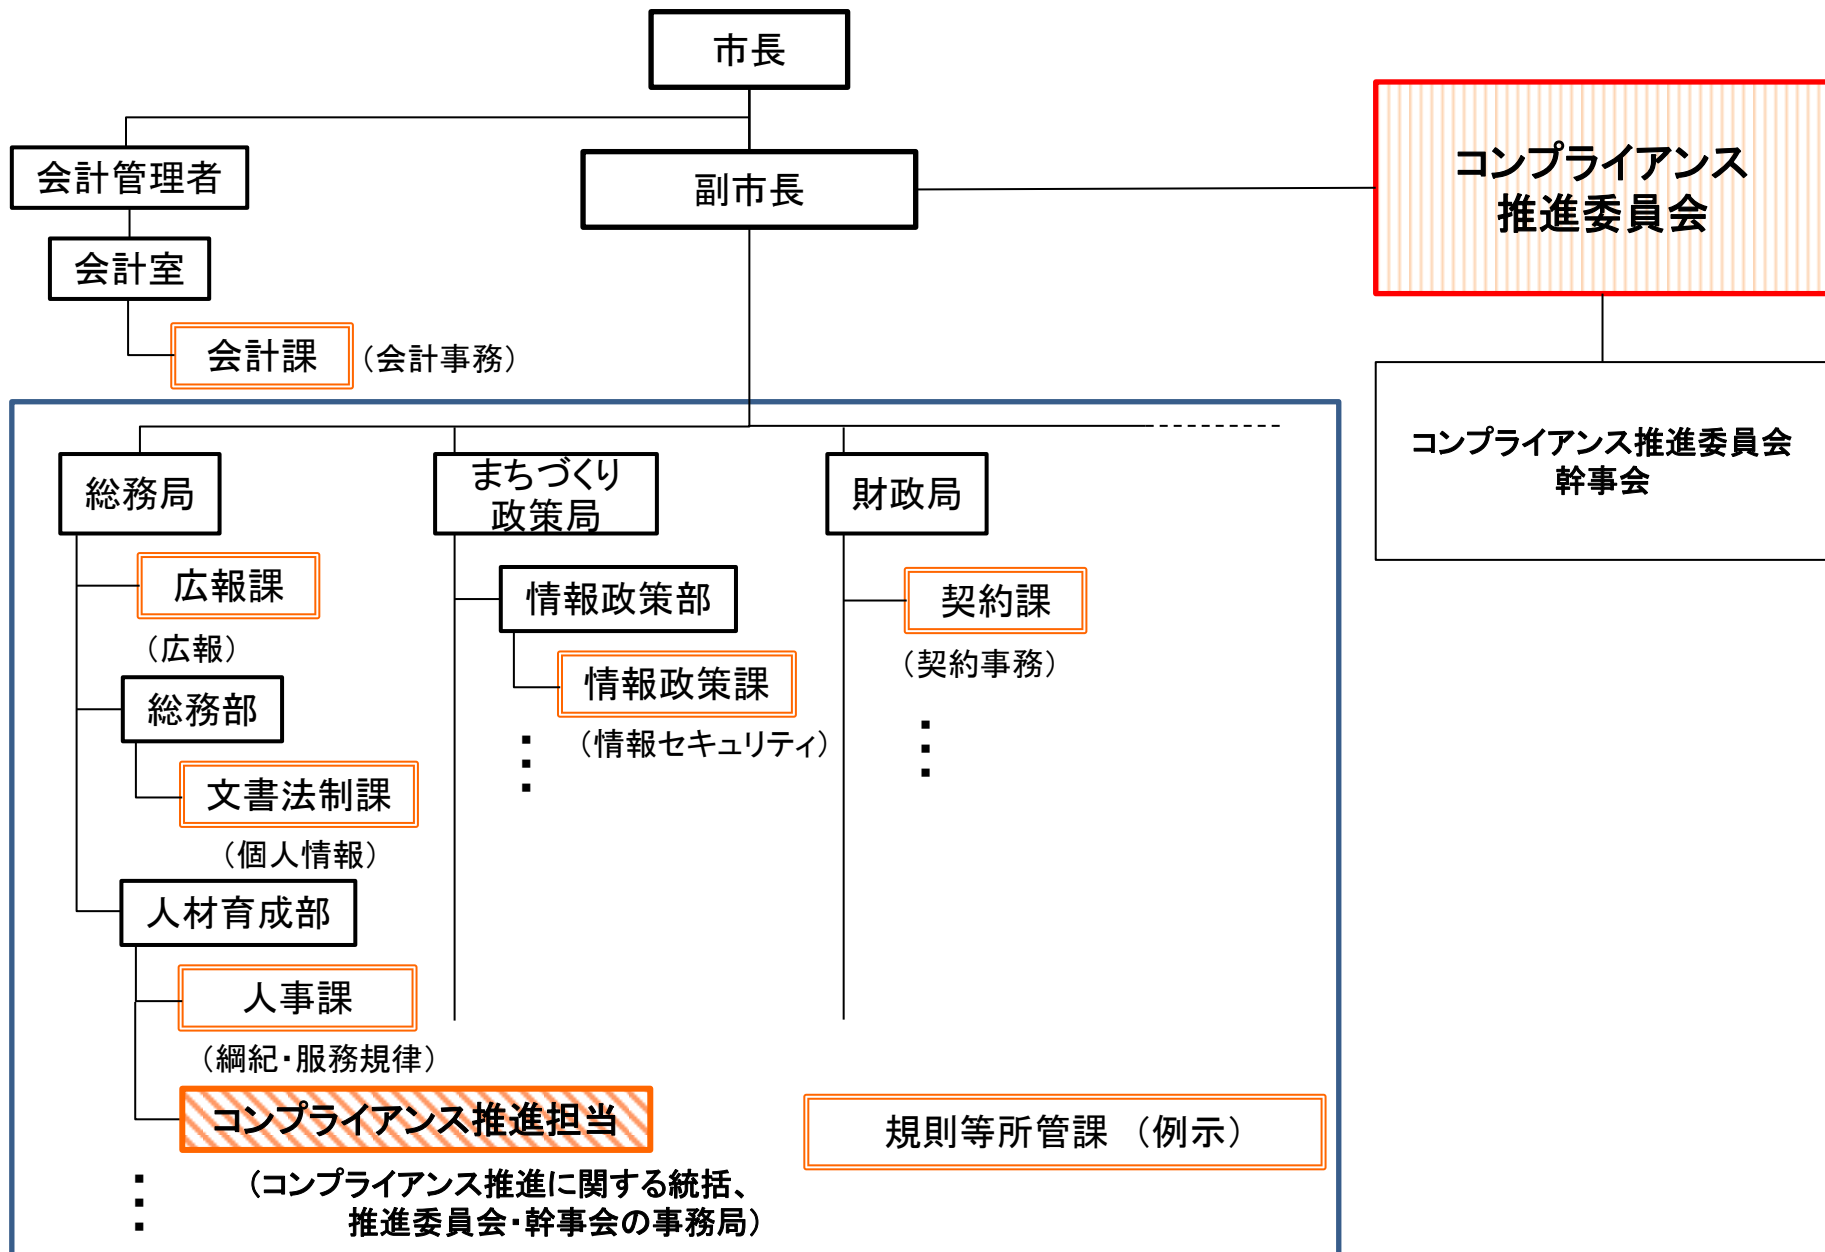 市長
会計管理者
副市長
コンプライアンス
推進委員会
会計室
会計課
（会計事務）
コンプライアンス推進委員会
幹事会
総務局
まちづくり
政策局
財政局
広報課
（広報）
情報政策部
契約課
（契約事務）
総務部
情報政策課
（情報セキュリティ）
文書法制課
（個人情報）
人材育成部
人事課
（綱紀・服務規律）
コンプライアンス推進担当
（コンプライアンス推進に関する統括、
推進委員会・幹事会の事務局）
規則等所管課 （例示）